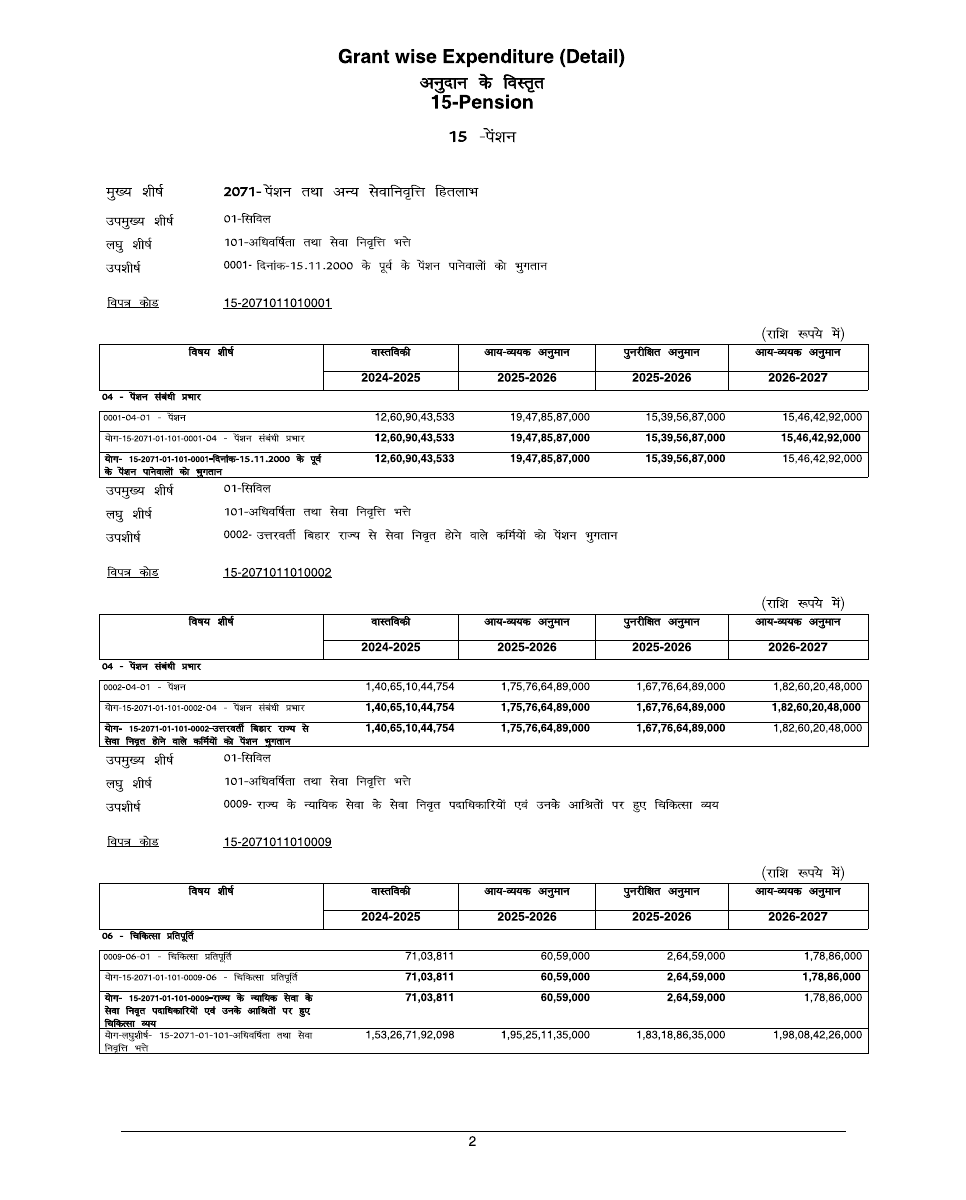 Grant wise Expenditure (Detail)
अनुदान के विस्तृत
15-Pension
15 -पेंशन
मुख्य शीर्ष 2071-पेंशन तथा अन्य सेवानिवृत्ति हितलाभ
उपमुख्य शीर्ष 01-सिविल
लघु शीर्ष 101-अधिवर्षिता तथा सेवा निवृत्ति भत्ते
उपशीर्ष 0001- दिनांक-15.11.2000 के पूर्व के पेंशन पानेवालों को भुगतान
विपत्र कोड 15-2071011010001
(राशि रूपये में)
विषय शीर्ष वास्तविकी आय-व्ययक अनुमान पुनरीक्षित अनुमान आय-व्ययक अनुमान
2024-2025 2025-2026 2025-2026 2026-2027
04 - पेंशन संबंधी प्रभार
0001-04-01 - पेंशन 12,60,90,43,533 19,47,85,87,000 15,39,56,87,000 15,46,42,92,000
योग-15-2071-01-101-0001-04 - पेंशन संबंधी प्रभार 12,60,90,43,533 19,47,85,87,000 15,39,56,87,000 15,46,42,92,000
योग- 15-2071-01-101-0001-दिनांक-15.11.2000 के पूर्व 12,60,90,43,533 19,47,85,87,000 15,39,56,87,000 15,46,42,92,000
के पेंशन पानेवालों को भुगतान
उपमुख्य शीर्ष 01-सिविल
लघु शीर्ष 101-अधिवर्षिता तथा सेवा निवृत्ति भत्ते
उपशीर्ष 0002- उत्तरवर्ती बिहार राज्य से सेवा निवृत होने वाले कर्मियों को पेंशन भुगतान
विपत्र कोड 15-2071011010002
(राशि रूपये में)
विषय शीर्ष वास्तविकी आय-व्ययक अनुमान पुनरीक्षित अनुमान आय-व्ययक अनुमान
2024-2025 2025-2026 2025-2026 2026-2027
04 - पेंशन संबंधी प्रभार
0002-04-01 - पेंशन 1,40,65,10,44,754 1,75,76,64,89,000 1,67,76,64,89,000 1,82,60,20,48,000
योग-15-2071-01-101-0002-04 - पेंशन संबंधी प्रभार 1,40,65,10,44,754 1,75,76,64,89,000 1,67,76,64,89,000 1,82,60,20,48,000
योग- 15-2071-01-101-0002-उत्तरवर्ती बिहार राज्य से 1,40,65,10,44,754 1,75,76,64,89,000 1,67,76,64,89,000 1,82,60,20,48,000
सेवा निवृत होने वाले कर्मियों को पेंशन भुगतान
उपमुख्य शीर्ष 01-सिविल
लघु शीर्ष 101-अधिवर्षिता तथा सेवा निवृत्ति भत्ते
उपशीर्ष 0009- राज्य के न्यायिक सेवा के सेवा निवृत पदाधिकारियों एवं उनके आश्रितों पर हुए चिकित्सा व्यय
विपत्र कोड 15-2071011010009
(राशि रूपये में)
विषय शीर्ष वास्तविकी आय-व्ययक अनुमान पुनरीक्षित अनुमान आय-व्ययक अनुमान
2024-2025 2025-2026 2025-2026 2026-2027
06 - चिकित्सा प्रतिपूर्ति
0009-06-01 - चिकित्सा प्रतिपूर्ति 71,03,811 60,59,000 2,64,59,000 1,78,86,000
योग-15-2071-01-101-0009-06 - चिकित्सा प्रतिपूर्ति 71,03,811 60,59,000 2,64,59,000 1,78,86,000
योग- 15-2071-01-101-0009-राज्य के न्यायिक सेवा के 71,03,811 60,59,000 2,64,59,000 1,78,86,000
सेवा निवृत पदाधिकारियों एवं उनके आश्रितों पर हुए
चिकित्सा व्यय
योग-लघुशीर्ष- 15-2071-01-101-अधिवर्षिता तथा सेवा 1,53,26,71,92,098 1,95,25,11,35,000 1,83,18,86,35,000 1,98,08,42,26,000
निवृत्ति भत्ते
2